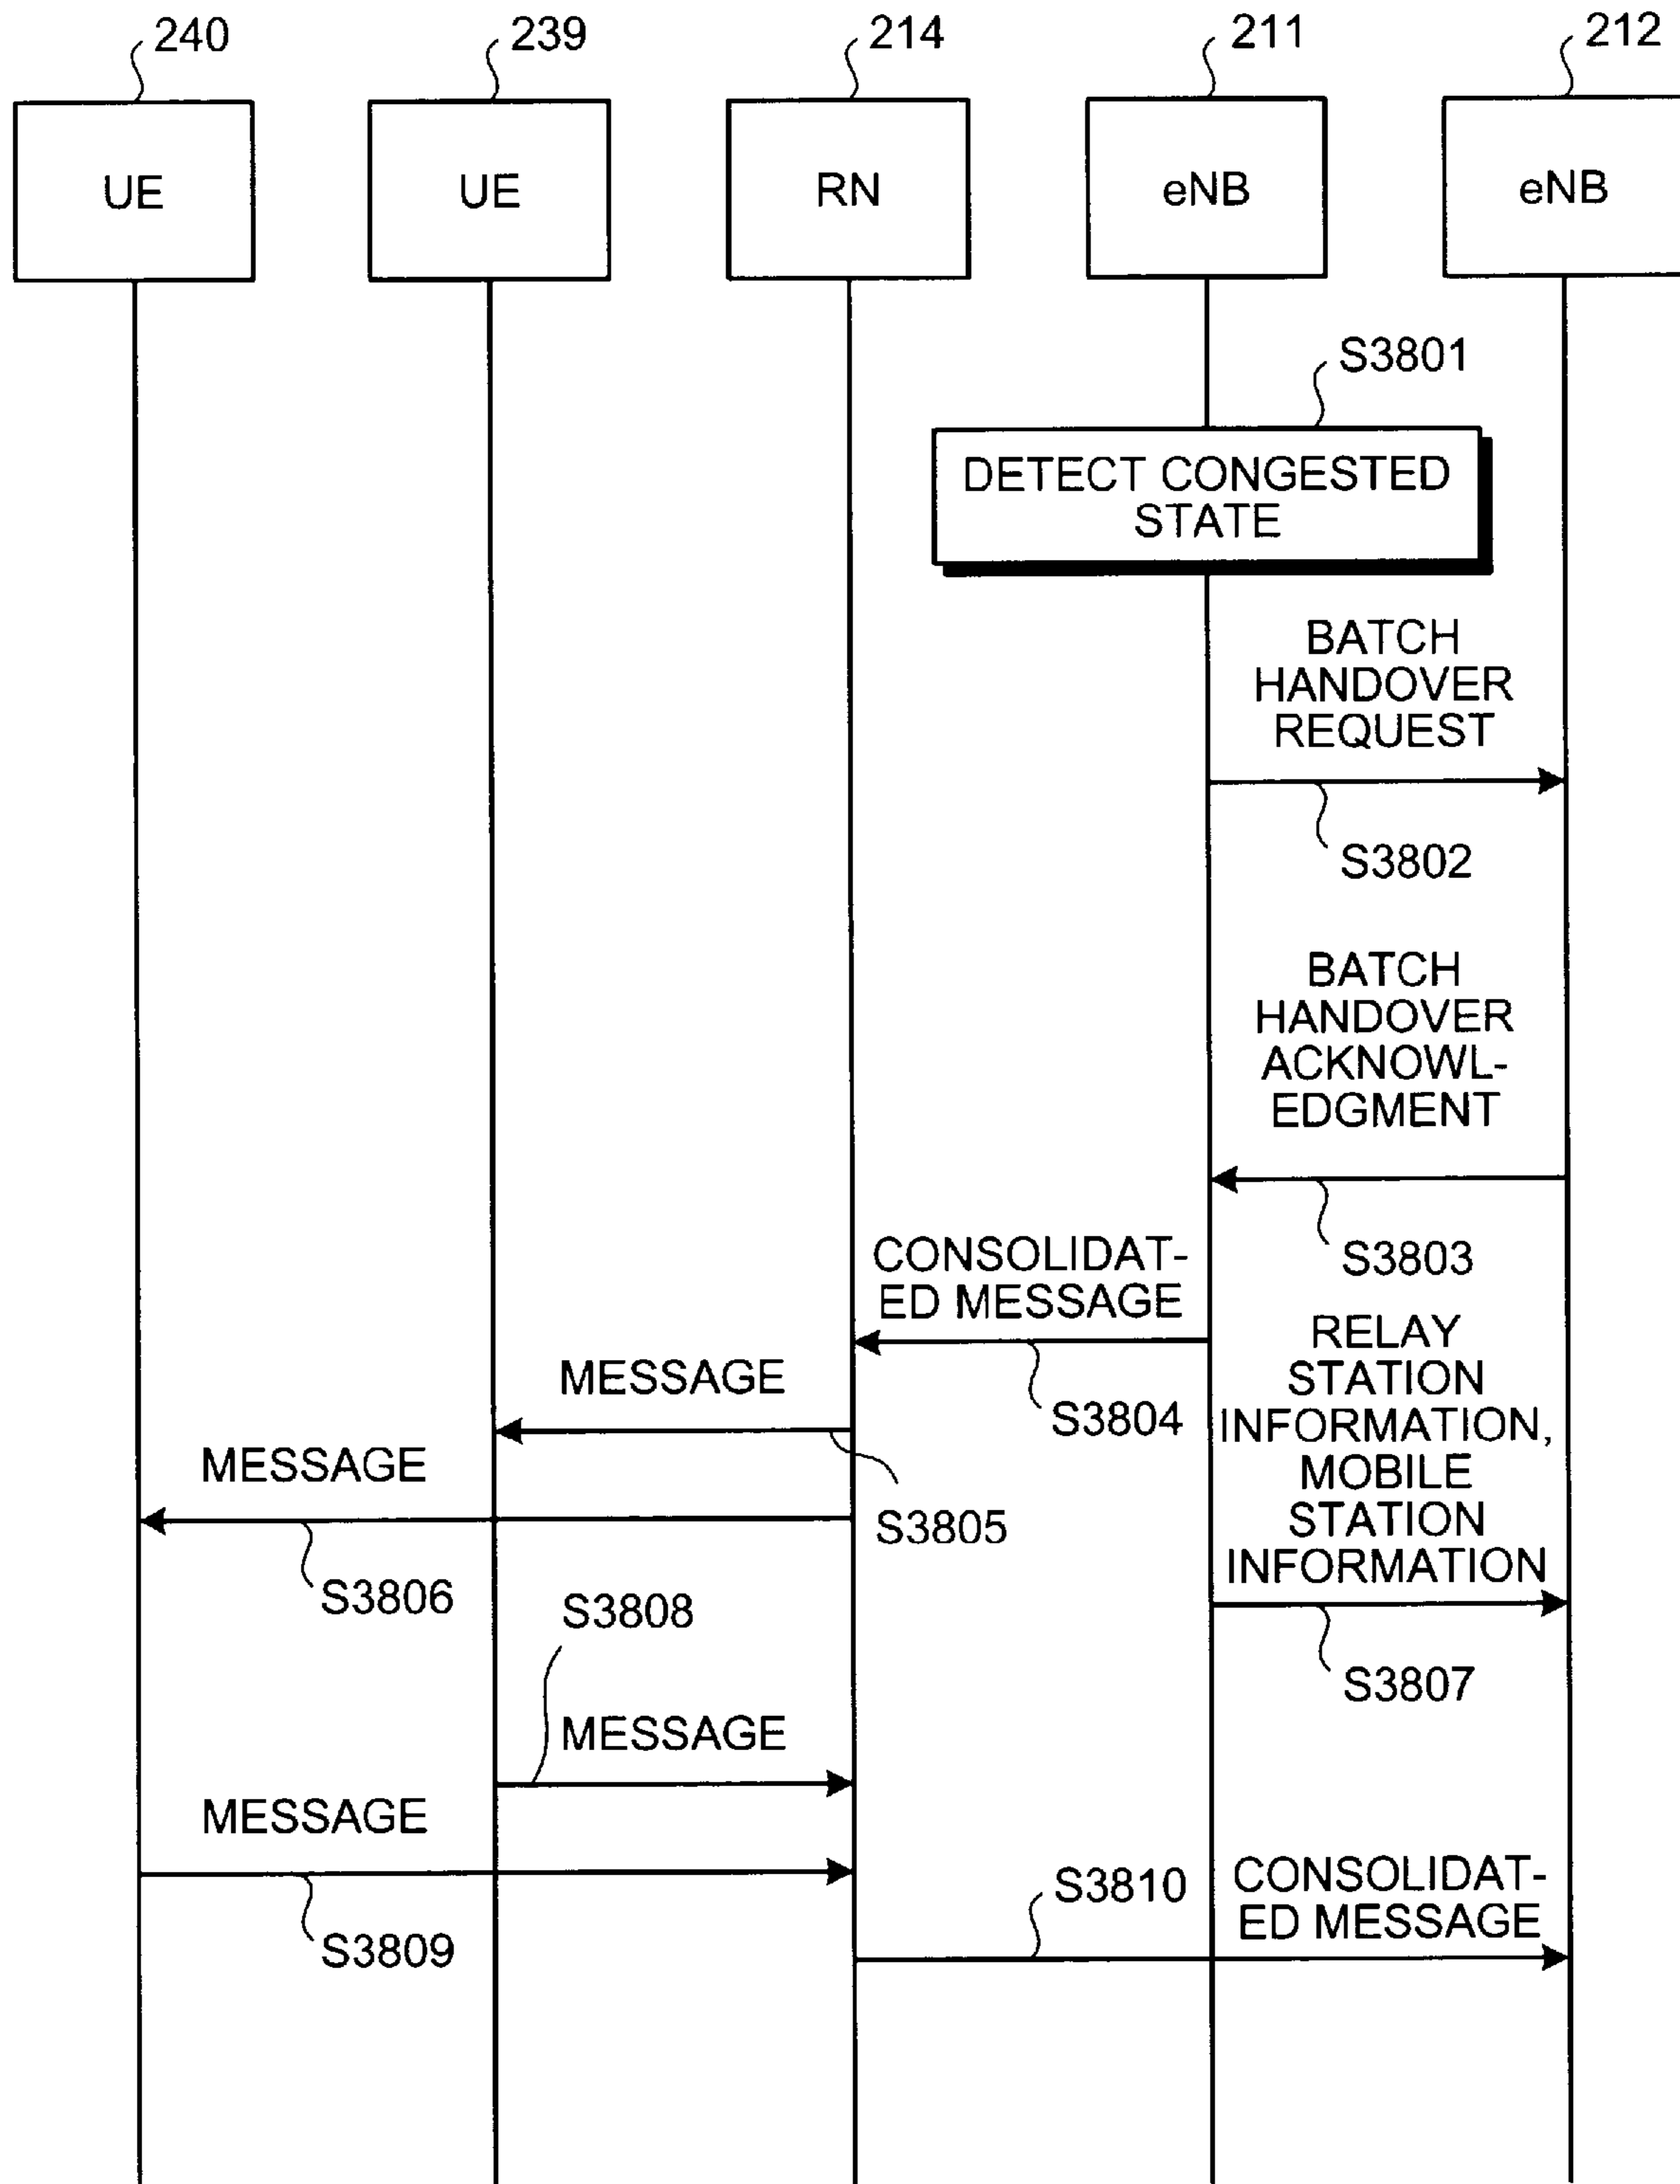 240
239
214
211
212
UE
UE
RN
eNB
eNB
S3801
DETECT CONGESTED
STATE
BATCH
HANDOVER
REQUEST
S3802
BATCH
HANDOVER
ACKNOWL-
EDGMENT
S3803
CONSOLIDAT-
ED MESSAGE
S3804
MESSAGE
S3805
MESSAGE
S3806
RELAY
STATION
INFORMATION,
MOBILE
STATION
INFORMATION
S3807
S3808
MESSAGE
MESSAGE
S3809
S3810
CONSOLIDAT-
ED MESSAGE